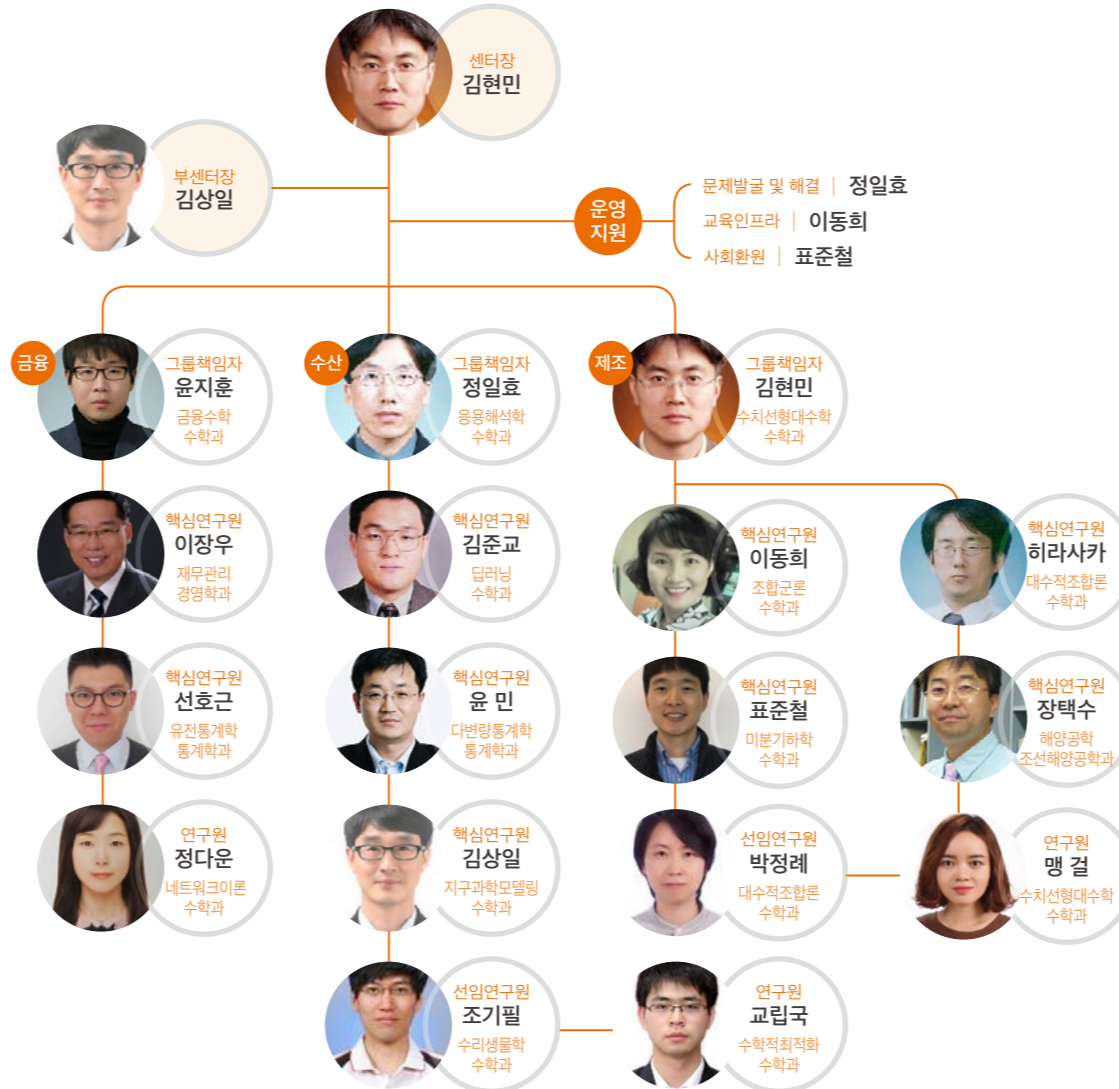 센터장
김현민
부센터장
김상일
운영
지원
문제발굴 및 해결 | 정일효
교육인프라 | 이동희
사회환원 | 표준철
금융
그룹책임자
윤지훈
금융수학
수학과
핵심연구원
이장우
재무관리
경영학과
핵심연구원
선호근
유전통계학
통계학과
연구원
정다운
네트워크이론
수학과
수산
그룹책임자
정일효
응용해석학
수학과
핵심연구원
김준교
딥러닝
수학과
핵심연구원
윤 민
다변량통계학
통계학과
핵심연구원
김상일
지구과학모델링
수학과
선임연구원
조기필
수리생물학
수학과
연구원
교립국
수학적최적화
수학과
제조
그룹책임자
김현민
수치선형대수학
수학과
핵심연구원
이동희
조합군론
수학과
핵심연구원
표준철
미분기하학
수학과
선임연구원
박정례
대수적조합론
수학과
핵심연구원
히라사카
대수적조합론
수학과
핵심연구원
장택수
해양공학
조선해양공학과
연구원
맹 걸
수치선형대수학
수학과